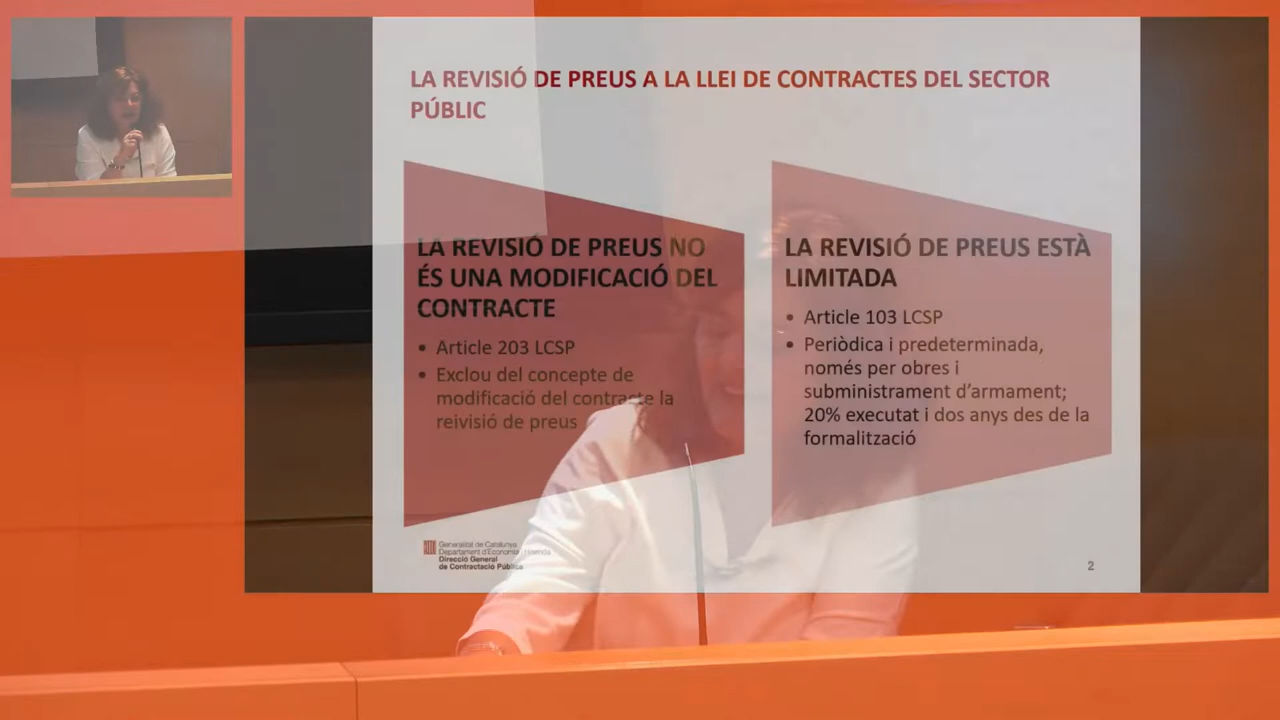 LA REVISIÓ DE PREUS A LA LLEI DE CONTRACTES DEL SECTOR
PÚBLIC
LA REVISIÓ DE PREUS NO
ÉS UNA MODIFICACIÓ DEL
CONTRACTE
• Article 203 LCSP
• Exclou del concepte de
modificació del contracte la
reivisió de preus
LA REVISIÓ DE PREUS ESTÀ
LIMITADA
• Article 103 LCSP
• Periòdica i predeterminada,
només per obres i
subministrament d’armament;
20% executat i dos anys des de la
formalització
Generalitat de Catalunya
Departament d'Economia i Hisenda
Direcció General
de Contractació Pública
2